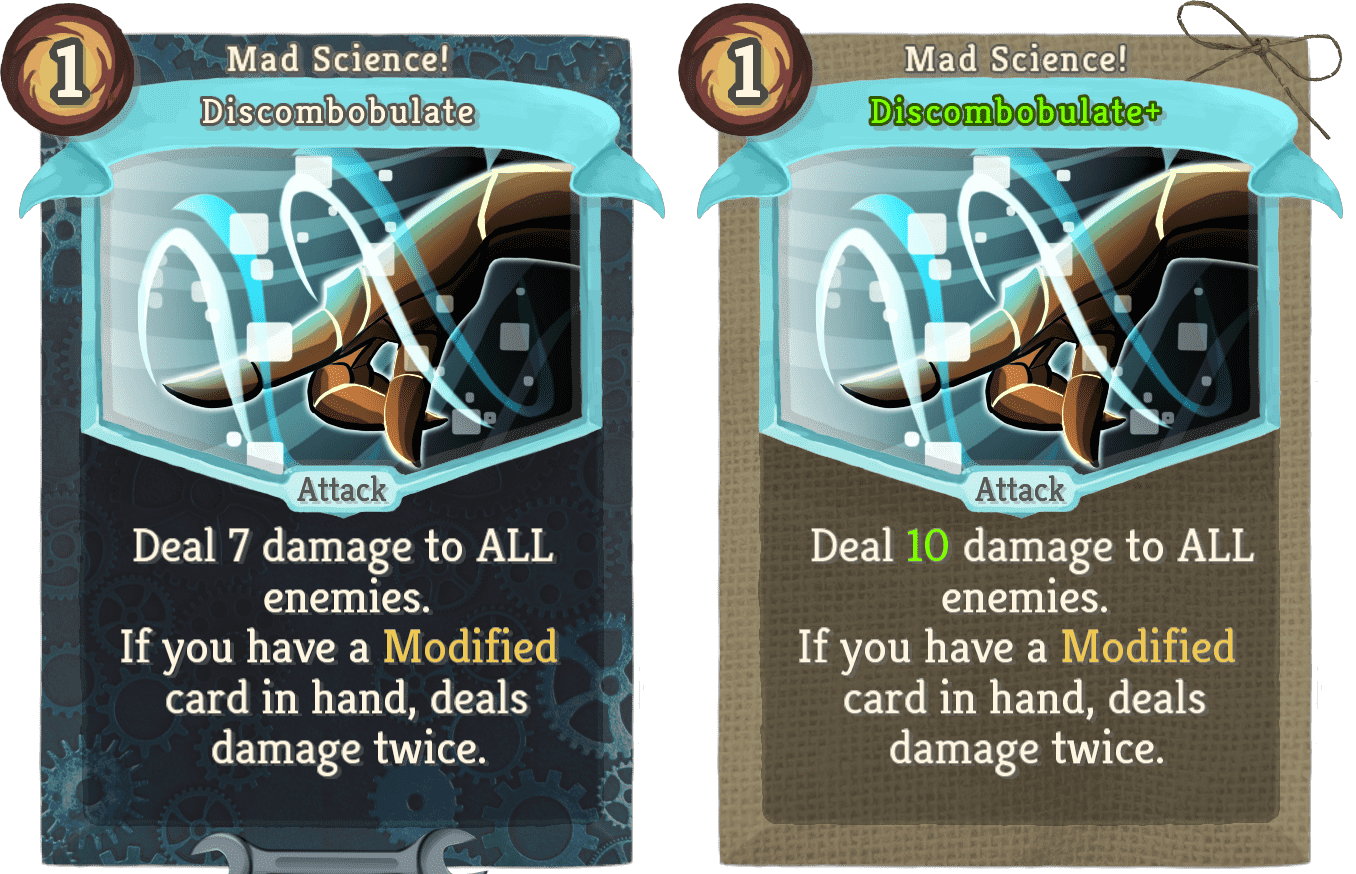 1
Mad Science!
Discombobulate
Attack
Deal 7 damage to ALL
enemies.
If you have a Modified
card in hand, deals
damage twice.
1
Mad Science!
Discombobulate+
Attack
Deal 10 damage to ALL
enemies.
If you have a Modified
card in hand, deals
damage twice.